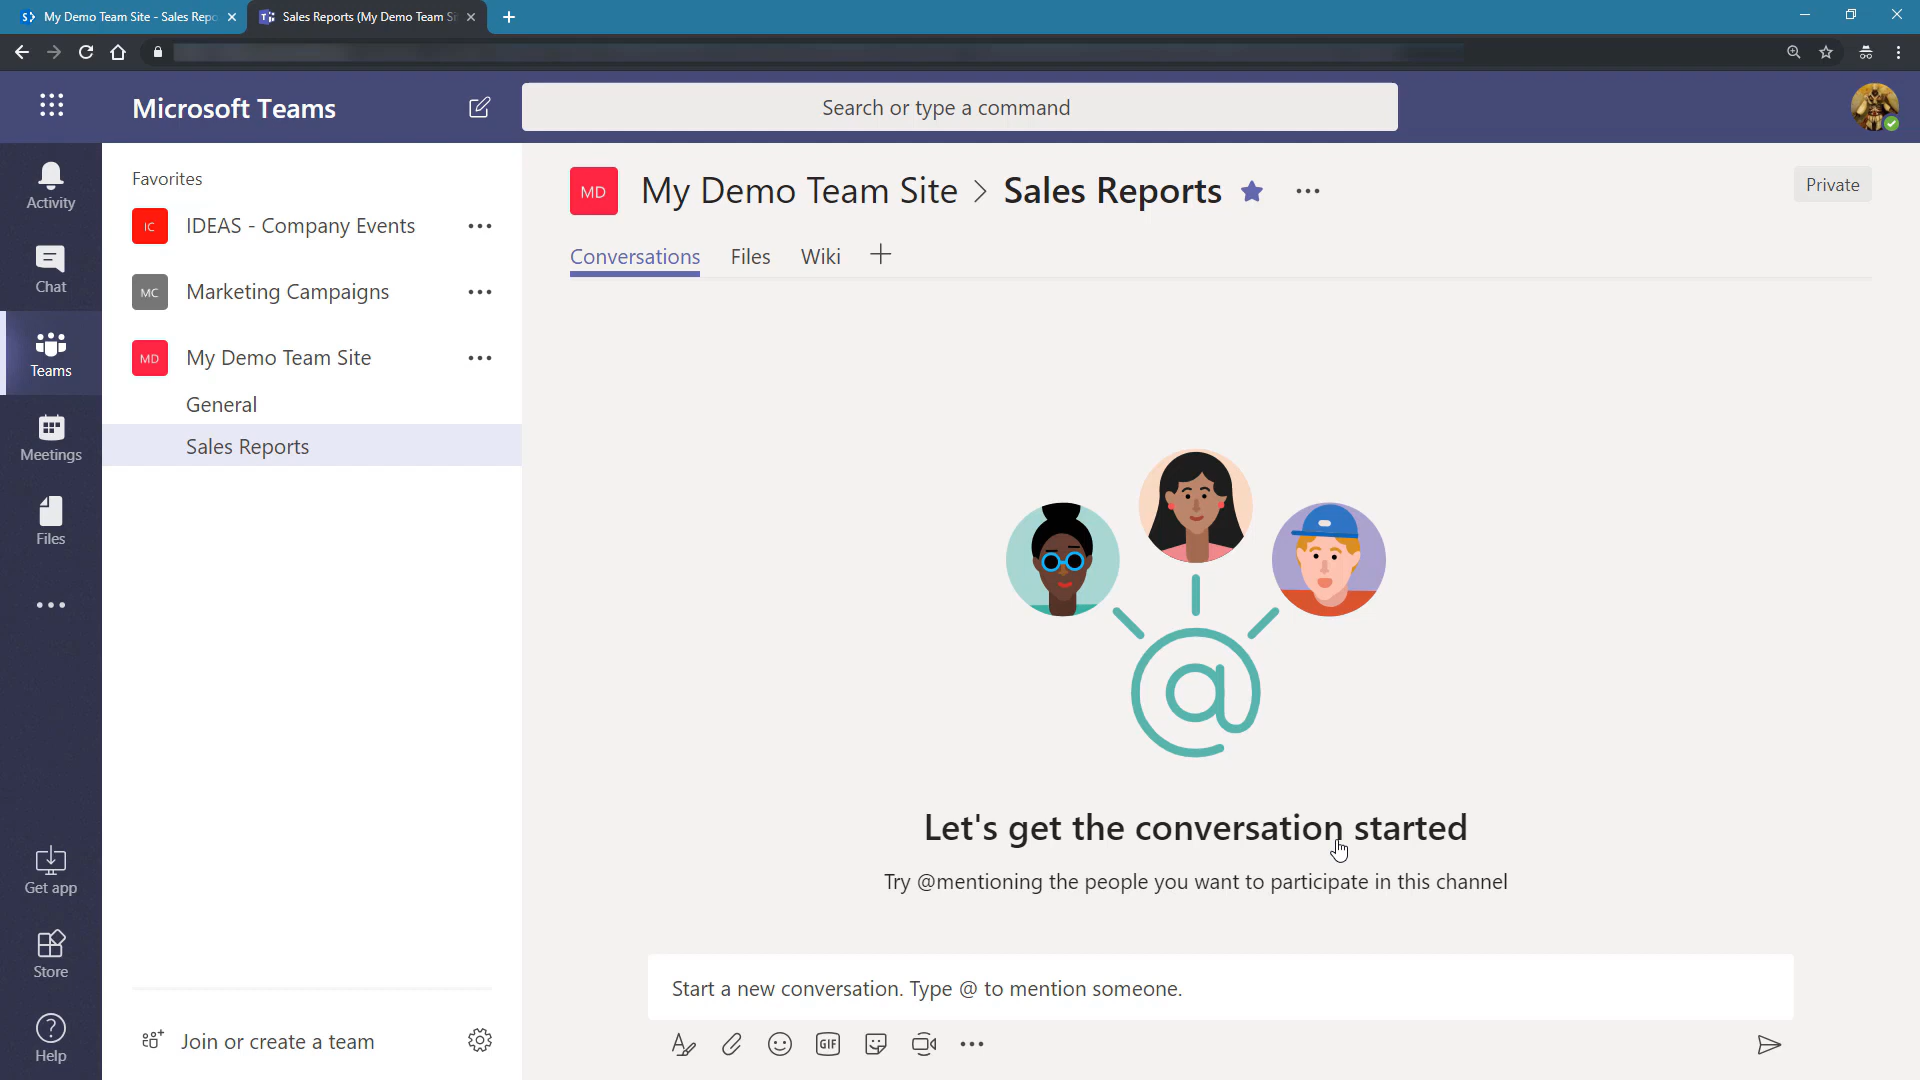 My Demo Team Site - Sales Repo
Sales Reports (My Demo Team S
Microsoft Teams
Search or type a command
Activity
Chat
Teams
Meetings
Files
Get app
Store
Help
Favorites
IC IDEAS - Company Events
MC Marketing Campaigns
MD My Demo Team Site
General
Sales Reports
Join or create a team
MD My Demo Team Site > Sales Reports
Private
Conversations Files Wiki
@
Let's get the conversation started
Try @mentioning the people you want to participate in this channel
Start a new conversation. Type @ to mention someone.
GIF